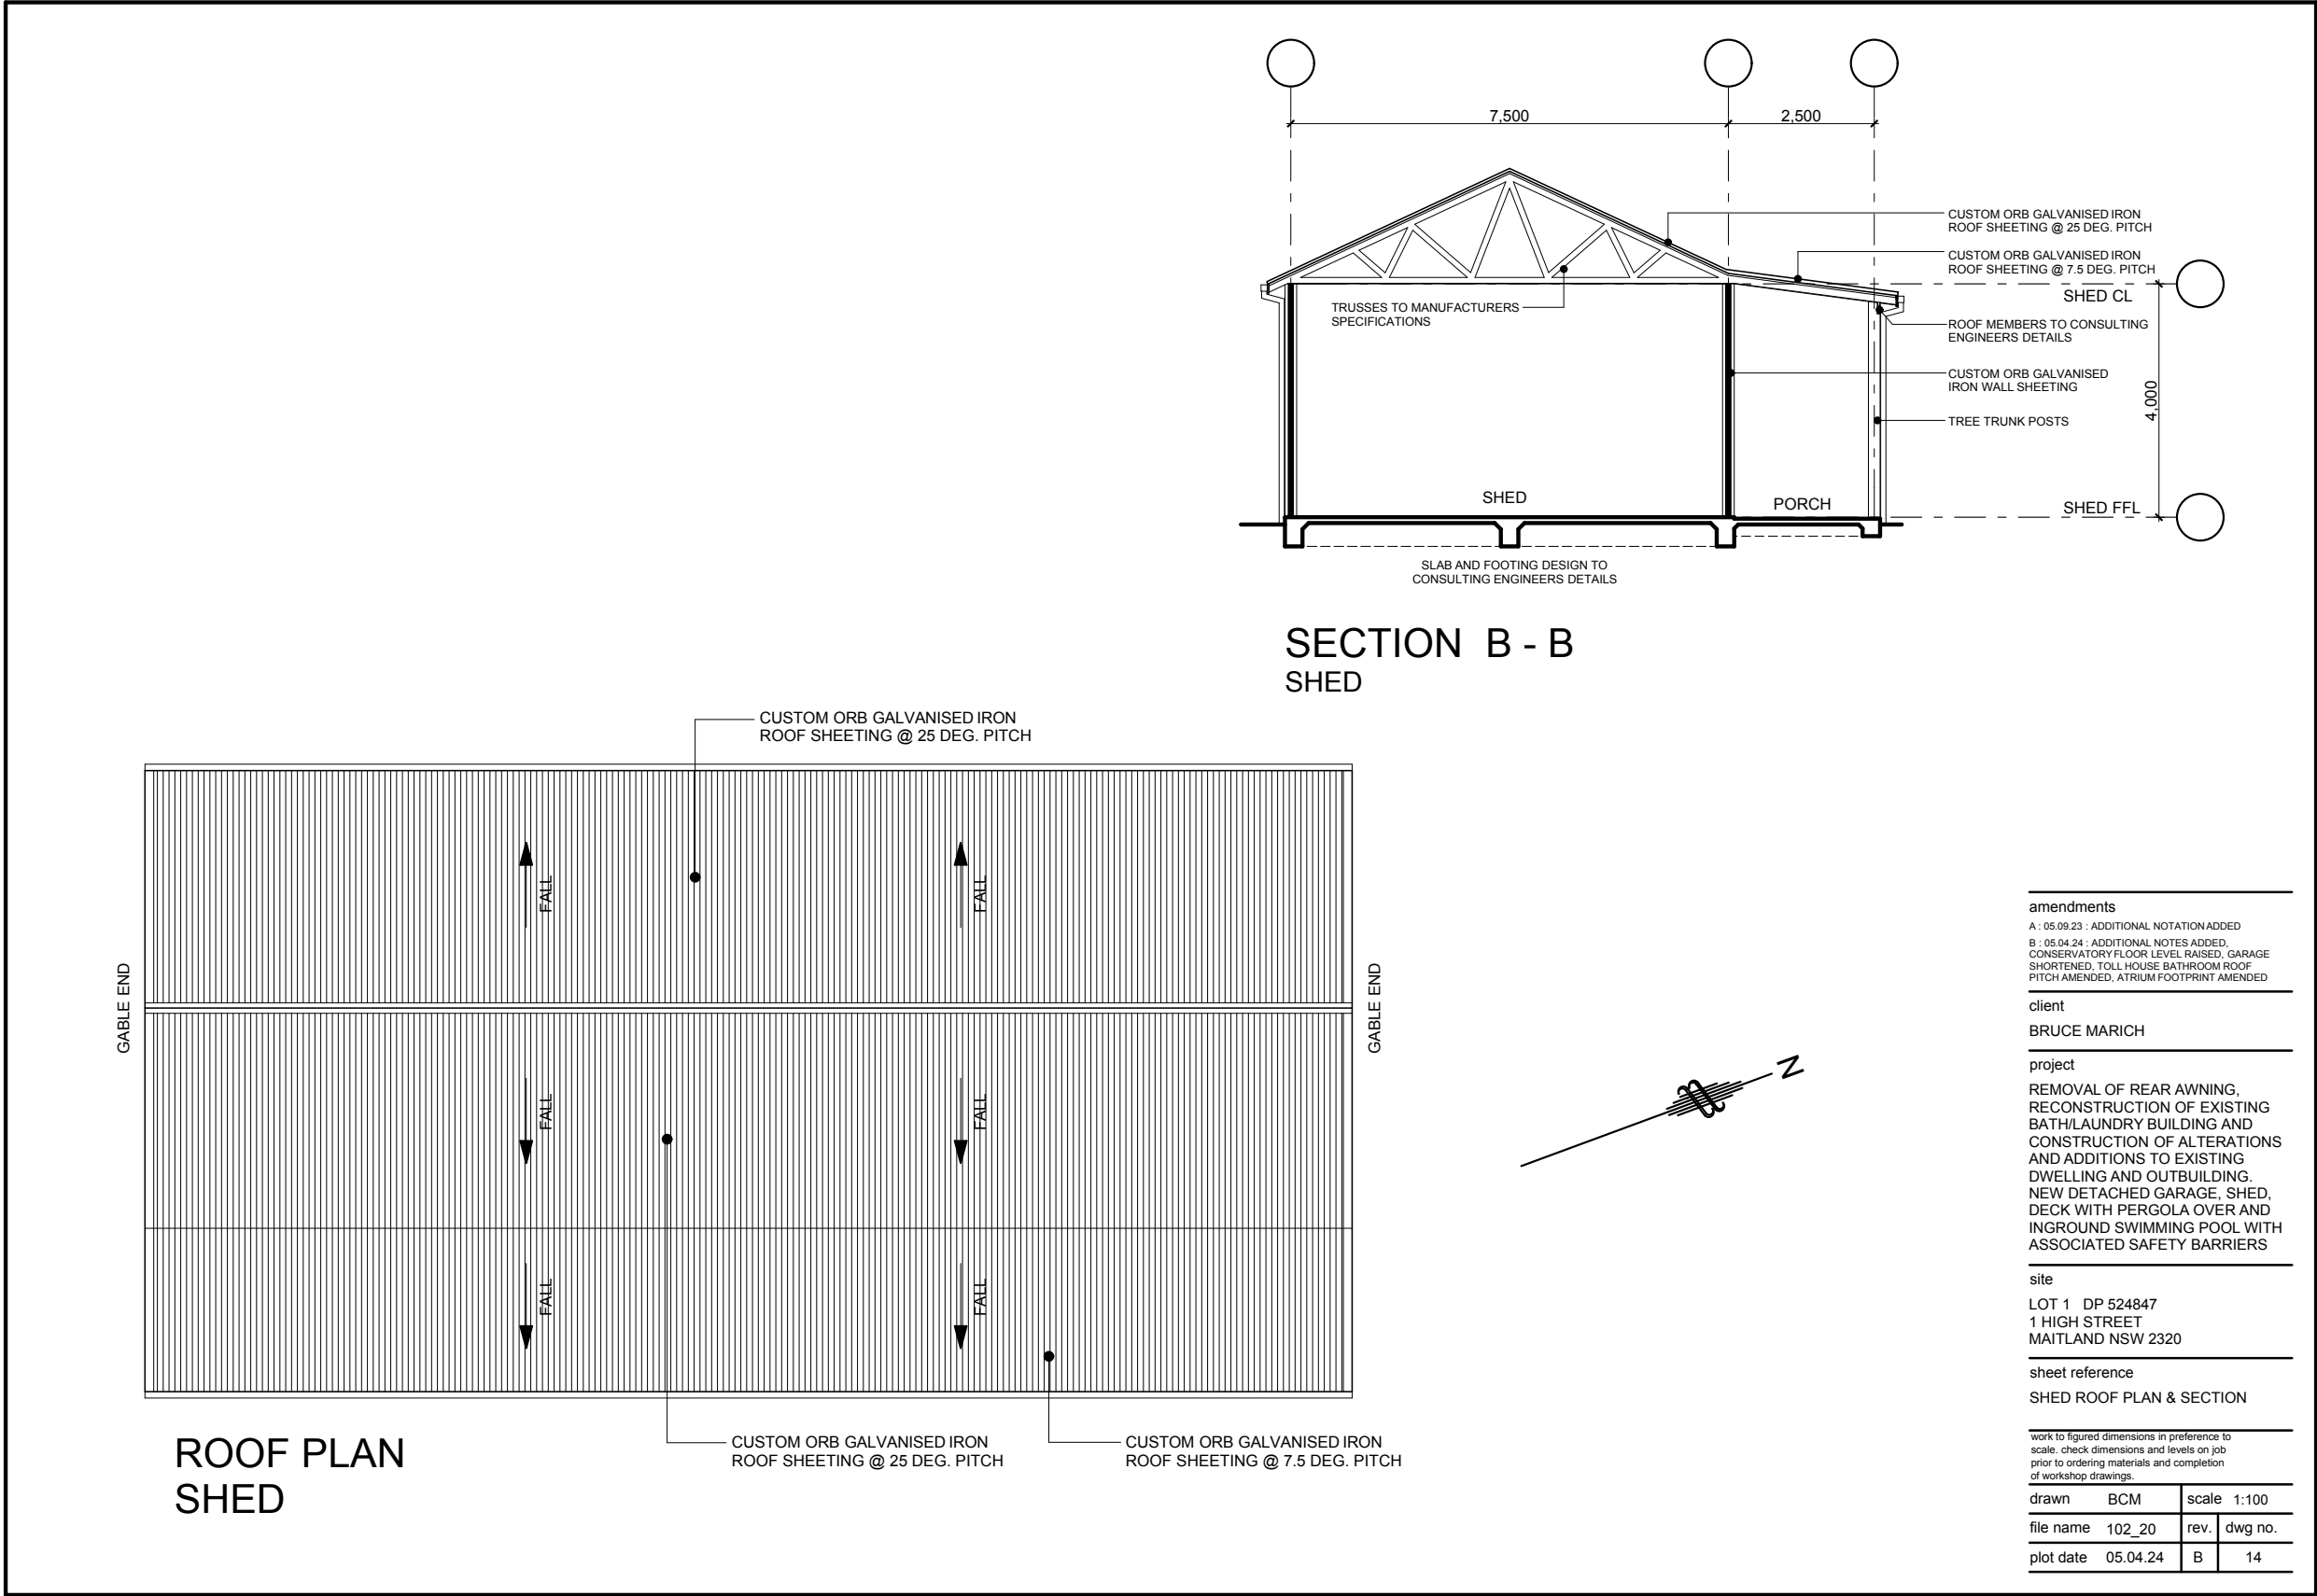 7,500
2,500
CUSTOM ORB GALVANISED IRON
ROOF SHEETING @ 25 DEG. PITCH
CUSTOM ORB GALVANISED IRON
ROOF SHEETING @ 7.5 DEG. PITCH
SHED CL
TRUSSES TO MANUFACTURERS
SPECIFICATIONS
ROOF MEMBERS TO CONSULTING
ENGINEERS DETAILS
CUSTOM ORB GALVANISED
IRON WALL SHEETING
4,000
TREE TRUNK POSTS
SHED
PORCH
SHED FFL
SLAB AND FOOTING DESIGN TO
CONSULTING ENGINEERS DETAILS
SECTION B - B
SHED
CUSTOM ORB GALVANISED IRON
ROOF SHEETING @ 25 DEG. PITCH
FALL
FALL
GABLE END
GABLE END
FALL
FALL
FALL
FALL
N
CUSTOM ORB GALVANISED IRON
ROOF SHEETING @ 25 DEG. PITCH
CUSTOM ORB GALVANISED IRON
ROOF SHEETING @ 7.5 DEG. PITCH
ROOF PLAN
SHED
amendments
A : 05.09.23 : ADDITIONAL NOTATION ADDED
B : 05.04.24 : ADDITIONAL NOTES ADDED,
CONSERVATORY FLOOR LEVEL RAISED, GARAGE
SHORTENED, TOLL HOUSE BATHROOM ROOF
PITCH AMENDED, ATRIUM FOOTPRINT AMENDED
client
BRUCE MARICH
project
REMOVAL OF REAR AWNING,
RECONSTRUCTION OF EXISTING
BATH/LAUNDRY BUILDING AND
CONSTRUCTION OF ALTERATIONS
AND ADDITIONS TO EXISTING
DWELLING AND OUTBUILDING.
NEW DETACHED GARAGE, SHED,
DECK WITH PERGOLA OVER AND
INGROUND SWIMMING POOL WITH
ASSOCIATED SAFETY BARRIERS
site
LOT 1 DP 524847
1 HIGH STREET
MAITLAND NSW 2320
sheet reference
SHED ROOF PLAN & SECTION
work to figured dimensions in preference to
scale. check dimensions and levels on job
prior to ordering materials and completion
of workshop drawings.
drawn BCM scale 1:100
file name 102_20 rev. dwg no.
plot date 05.04.24 B 14